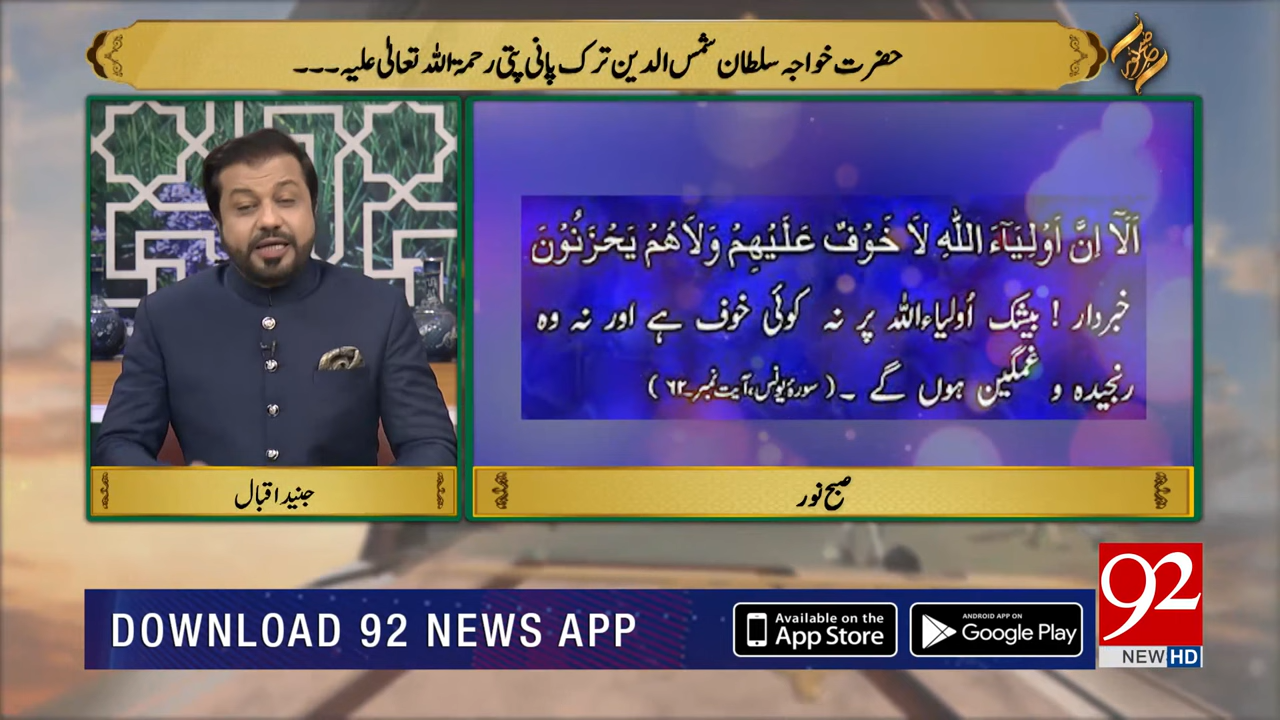 حضرت خواجہ سلطان شمس الدین ترک پانی پتی رحمۃ اللہ تعالٰی علیہ ۔۔۔
اَلَآ اِنَّ اَوْلِیَآءَ اللّٰهِ لَا خَوْفٌ عَلَیْهِمْ وَلَاهُمْ یَحْزَنُوْنَ
خبردار ! بیشک اُولیاءاللہ پر نہ کوئی خوف ہے اور نہ وہ
رنجیدہ و غمگین ہوں گے ۔ ( سورۂ یونس، آیت نمبر۔۶۲ )
جنید اقبال
صبح نور
DOWNLOAD 92 NEWS APP
Available on the
App Store
ANDROID APP ON
Google Play
92
NEWS HD